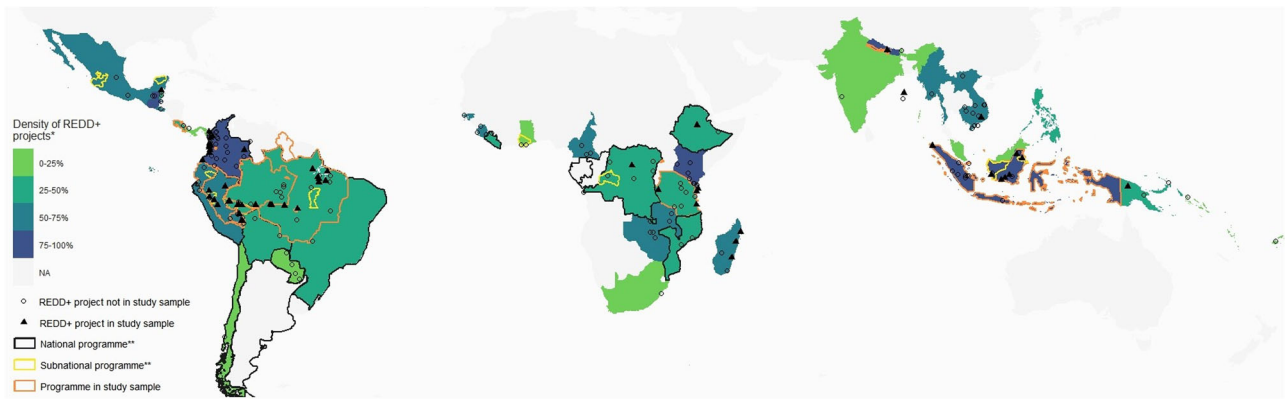 Density of REDD+
projects*
0-25%
25-50%
50-75%
75-100%
NA
REDD+ project not in study sample
REDD+ project in study sample
National programme**
Subnational programme**
Programme in study sample